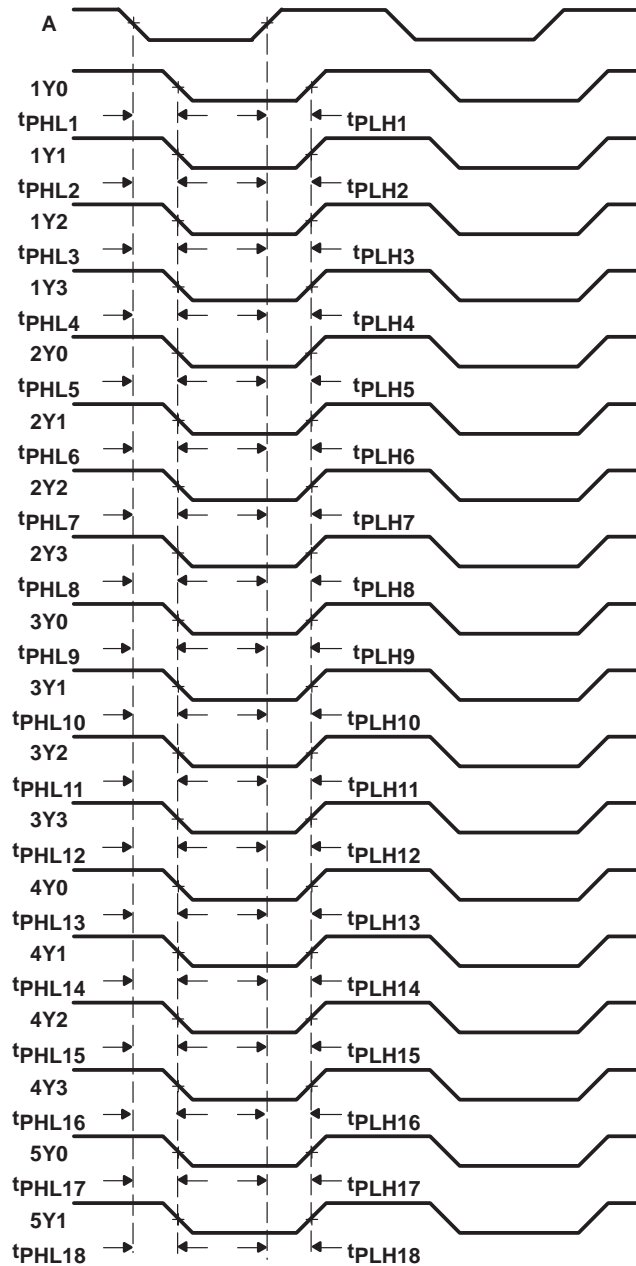 A
1Y0
tPHL1 tPLH1
1Y1
tPHL2 tPLH2
1Y2
tPHL3 tPLH3
1Y3
tPHL4 tPLH4
2Y0
tPHL5 tPLH5
2Y1
tPHL6 tPLH6
2Y2
tPHL7 tPLH7
2Y3
tPHL8 tPLH8
3Y0
tPHL9 tPLH9
3Y1
tPHL10 tPLH10
3Y2
tPHL11 tPLH11
3Y3
tPHL12 tPLH12
4Y0
tPHL13 tPLH13
4Y1
tPHL14 tPLH14
4Y2
tPHL15 tPLH15
4Y3
tPHL16 tPLH16
5Y0
tPHL17 tPLH17
5Y1
tPHL18 tPLH18